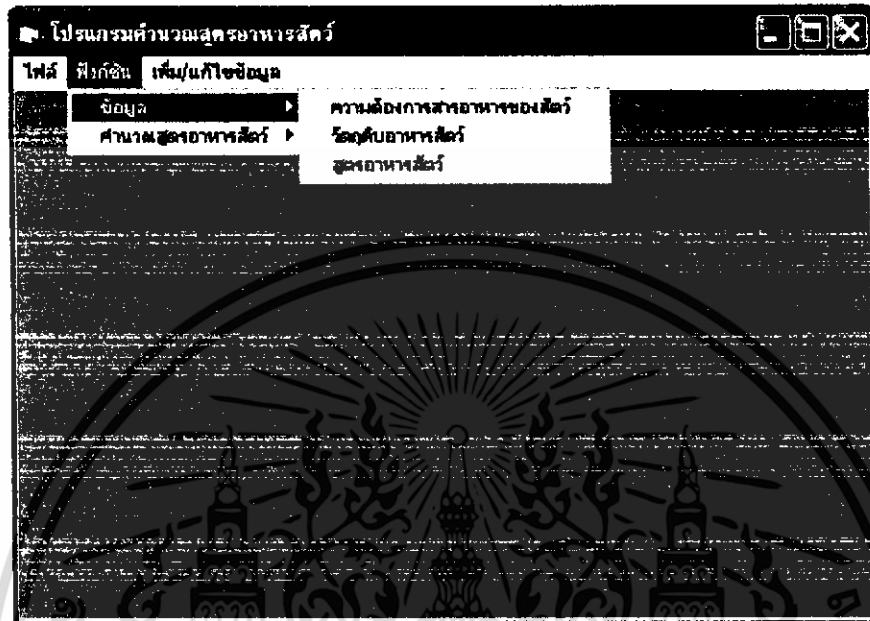 โปรแกรมคำนวณสูตรอาหารสัตว์
ไฟล์ ฟังก์ชัน เพิ่ม/แก้ไขข้อมูล
ข้อมูล ความต้องการสารอาหารของสัตว์
คำนวณสูตรอาหารสัตว์ วัตถุดิบอาหารสัตว์
สูตรอาหารสัตว์